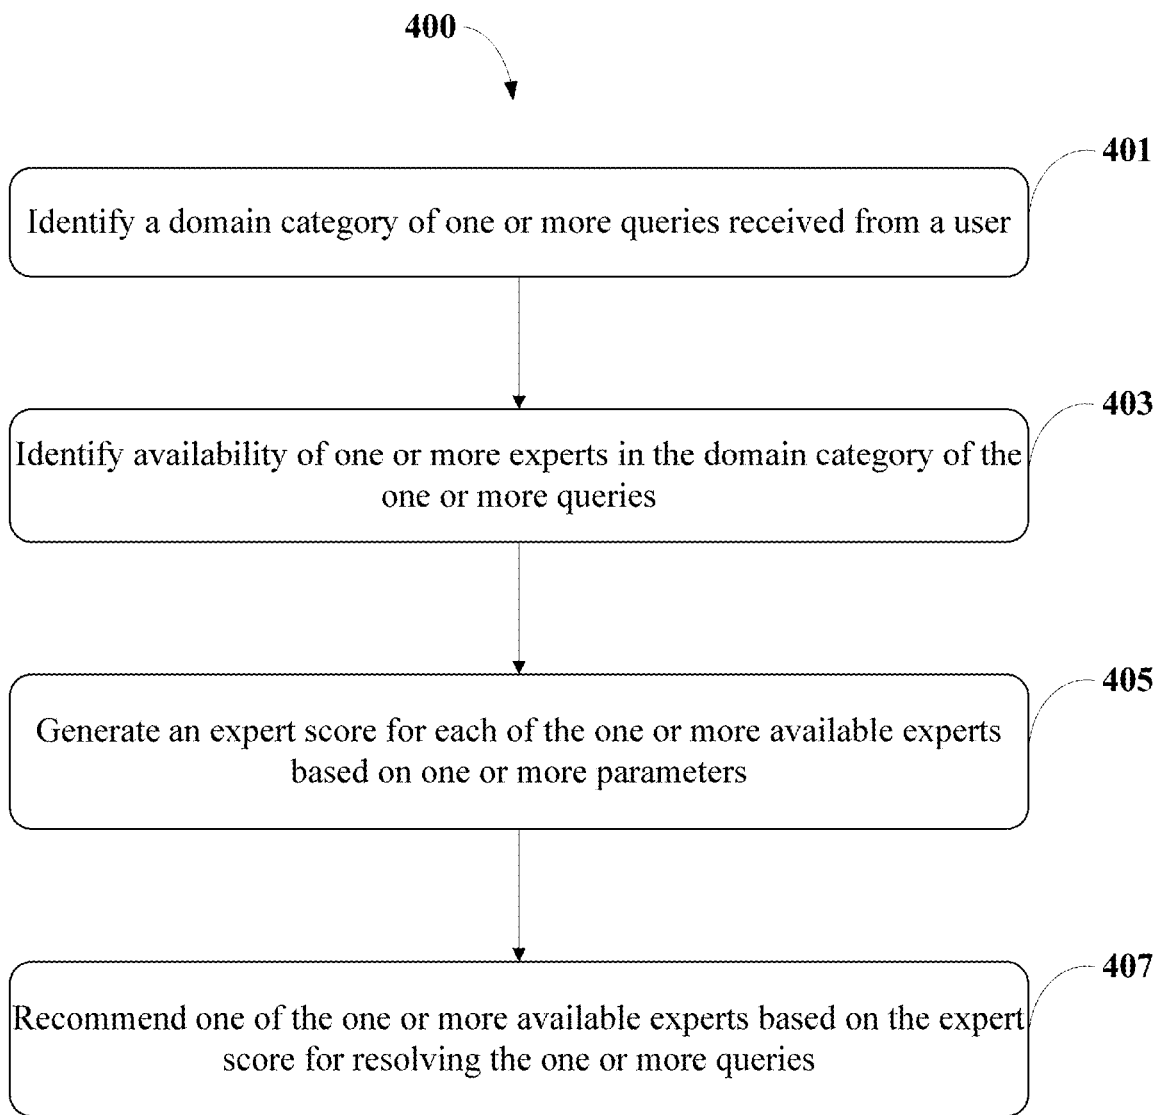 400
401
Identify a domain category of one or more queries received from a user
403
Identify availability of one or more experts in the domain category of the
one or more queries
405
Generate an expert score for each of the one or more available experts
based on one or more parameters
407
Recommend one of the one or more available experts based on the expert
score for resolving the one or more queries